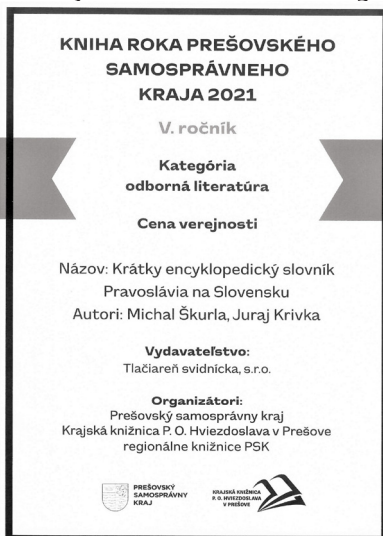 KNIHA ROKA PREŠOVSKÉHO
SAMOSPRÁVNEHO
KRAJA 2021
V. ročník
Kategória
odborná literatúra
Cena verejnosti
Názov: Krátky encyklopedický slovník
Pravoslávia na Slovensku
Autori: Michal Škurla, Juraj Krivka
Vydavateľstvo:
Tlačiareň svidnícka, s.r.o.
Organizátori:
Prešovský samosprávny kraj
Krajská knižnica P. O. Hviezdoslava v Prešove
regionálne knižnice PSK
PREŠOVSKÝ
SAMOSPRÁVNY
KRAJ
KRAJSKÁ KNIŽNICA
P. O. HVIEZDOSLAVA
V PREŠOVE